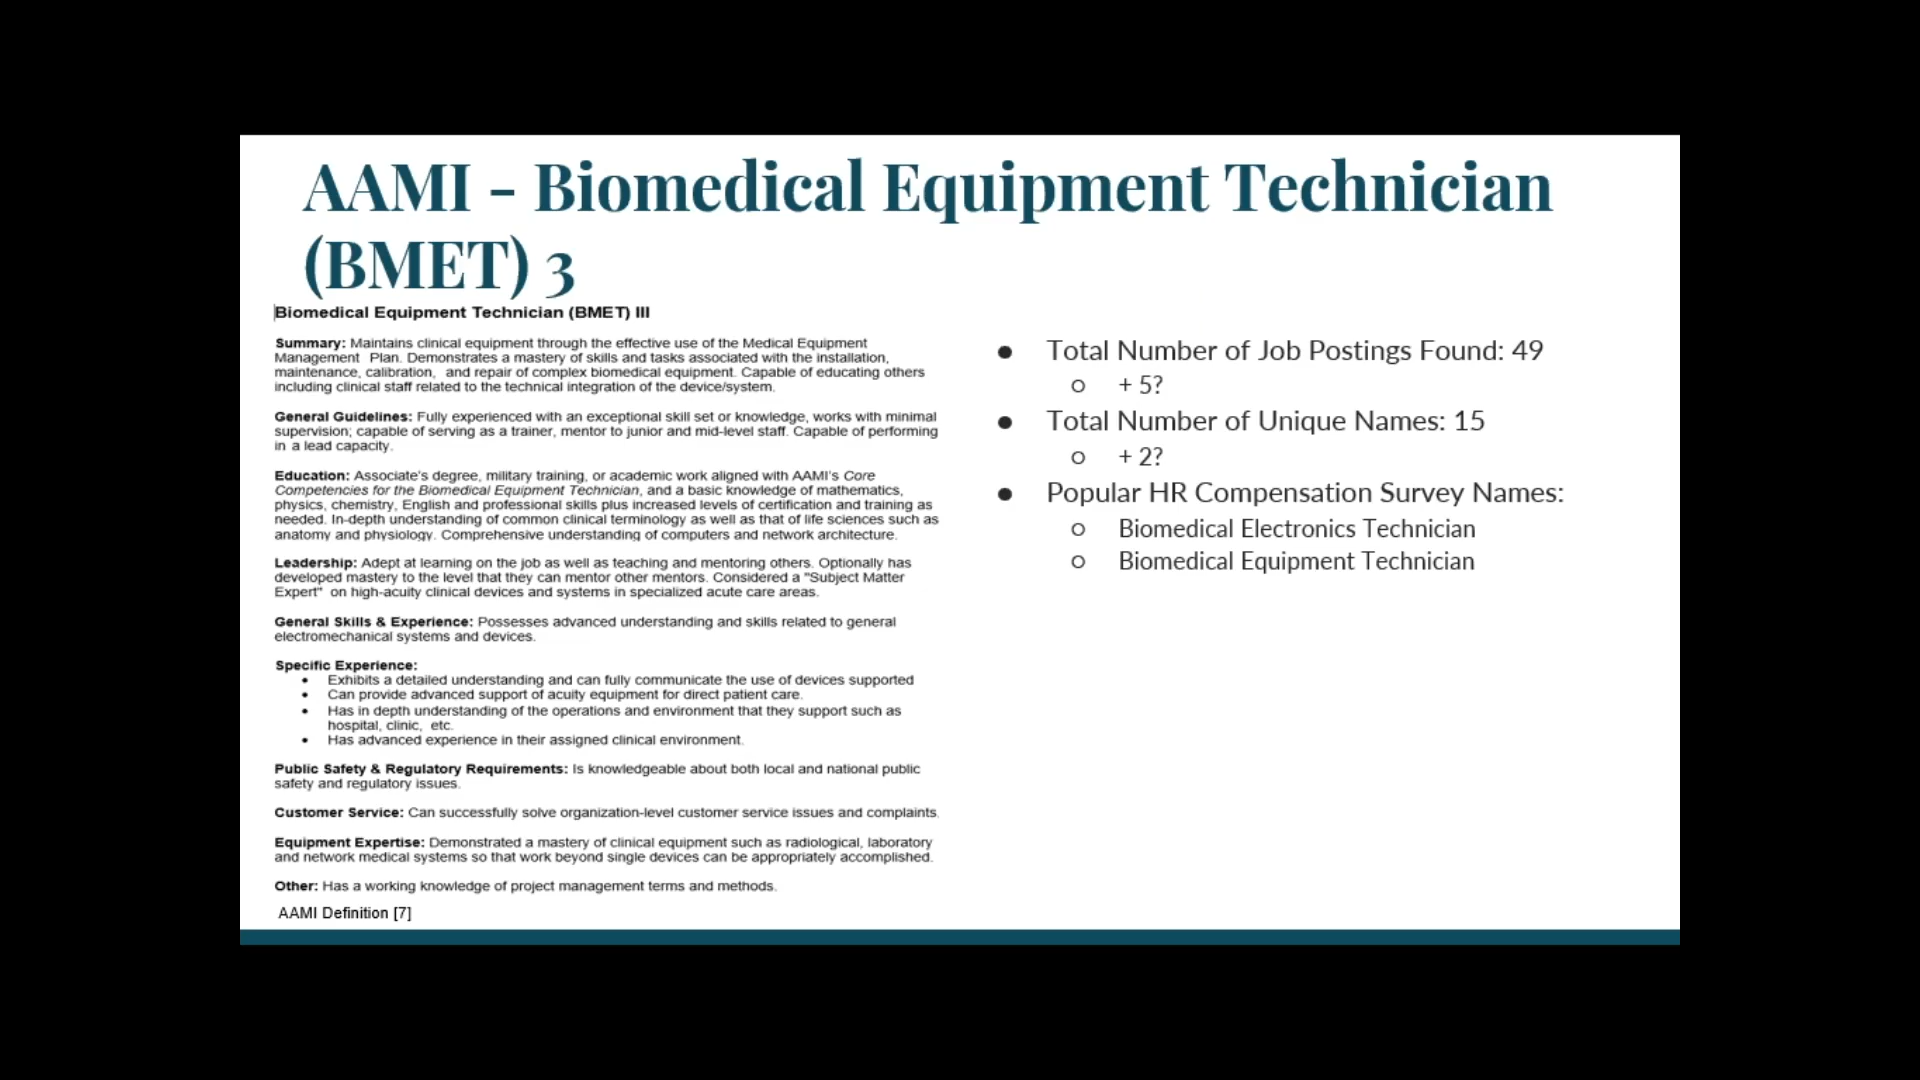 AAMI - Biomedical Equipment Technician
(BMET) 3
Biomedical Equipment Technician (BMET) III
Summary: Maintains clinical equipment through the effective use of the Medical Equipment
Management Plan. Demonstrates a mastery of skills and tasks associated with the installation,
maintenance, calibration, and repair of complex biomedical equipment. Capable of educating others
including clinical staff related to the technical integration of the device/system.
General Guidelines: Fully experienced with an exceptional skill set or knowledge, works with minimal
supervision; capable of serving as a trainer, mentor to junior and mid-level staff. Capable of performing
in a lead capacity.
Education: Associate's degree, military training, or academic work aligned with AAMI's Core
Competencies for the Biomedical Equipment Technician, and a basic knowledge of mathematics,
physics, chemistry, English and professional skills plus increased levels of certification and training as
needed. In-depth understanding of common clinical terminology as well as that of life sciences such as
anatomy and physiology. Comprehensive understanding of computers and network architecture.
Leadership: Adept at learning on the job as well as teaching and mentoring others. Optionally has
developed mastery to the level that they can mentor other mentors. Considered a "Subject Matter
Expert" on high-acuity clinical devices and systems in specialized acute care areas.
General Skills & Experience: Possesses advanced understanding and skills related to general
electromechanical systems and devices.
Specific Experience:
• Exhibits a detailed understanding and can fully communicate the use of devices supported
• Can provide advanced support of acuity equipment for direct patient care.
• Has in depth understanding of the operations and environment that they support such as
hospital, clinic, etc.
• Has advanced experience in their assigned clinical environment.
Public Safety & Regulatory Requirements: Is knowledgeable about both local and national public
safety and regulatory issues.
Customer Service: Can successfully solve organization-level customer service issues and complaints.
Equipment Expertise: Demonstrated a mastery of clinical equipment such as radiological, laboratory
and network medical systems so that work beyond single devices can be appropriately accomplished.
Other: Has a working knowledge of project management terms and methods.
AAMI Definition [7]
● Total Number of Job Postings Found: 49
○ + 5?
● Total Number of Unique Names: 15
○ + 2?
● Popular HR Compensation Survey Names:
○ Biomedical Electronics Technician
○ Biomedical Equipment Technician